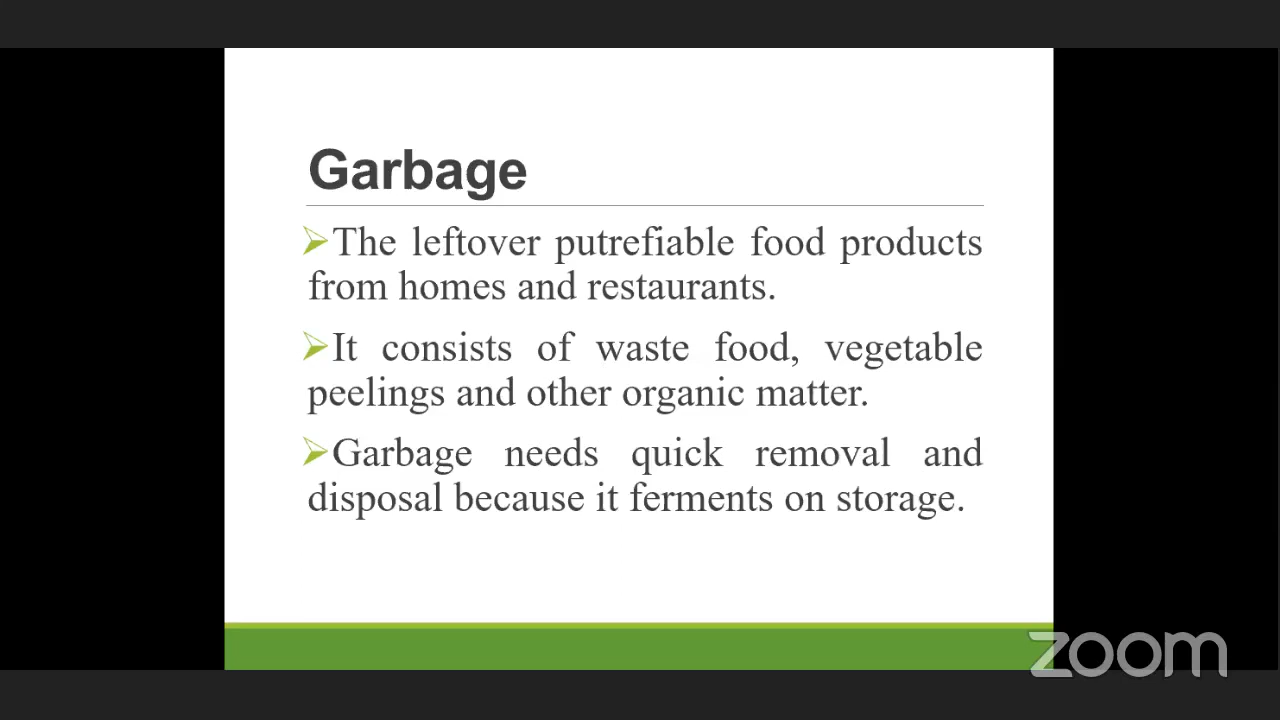 Garbage
➢The leftover putrefiable food products
from homes and restaurants.
➢It consists of waste food, vegetable
peelings and other organic matter.
➢Garbage needs quick removal and
disposal because it ferments on storage.
zoom